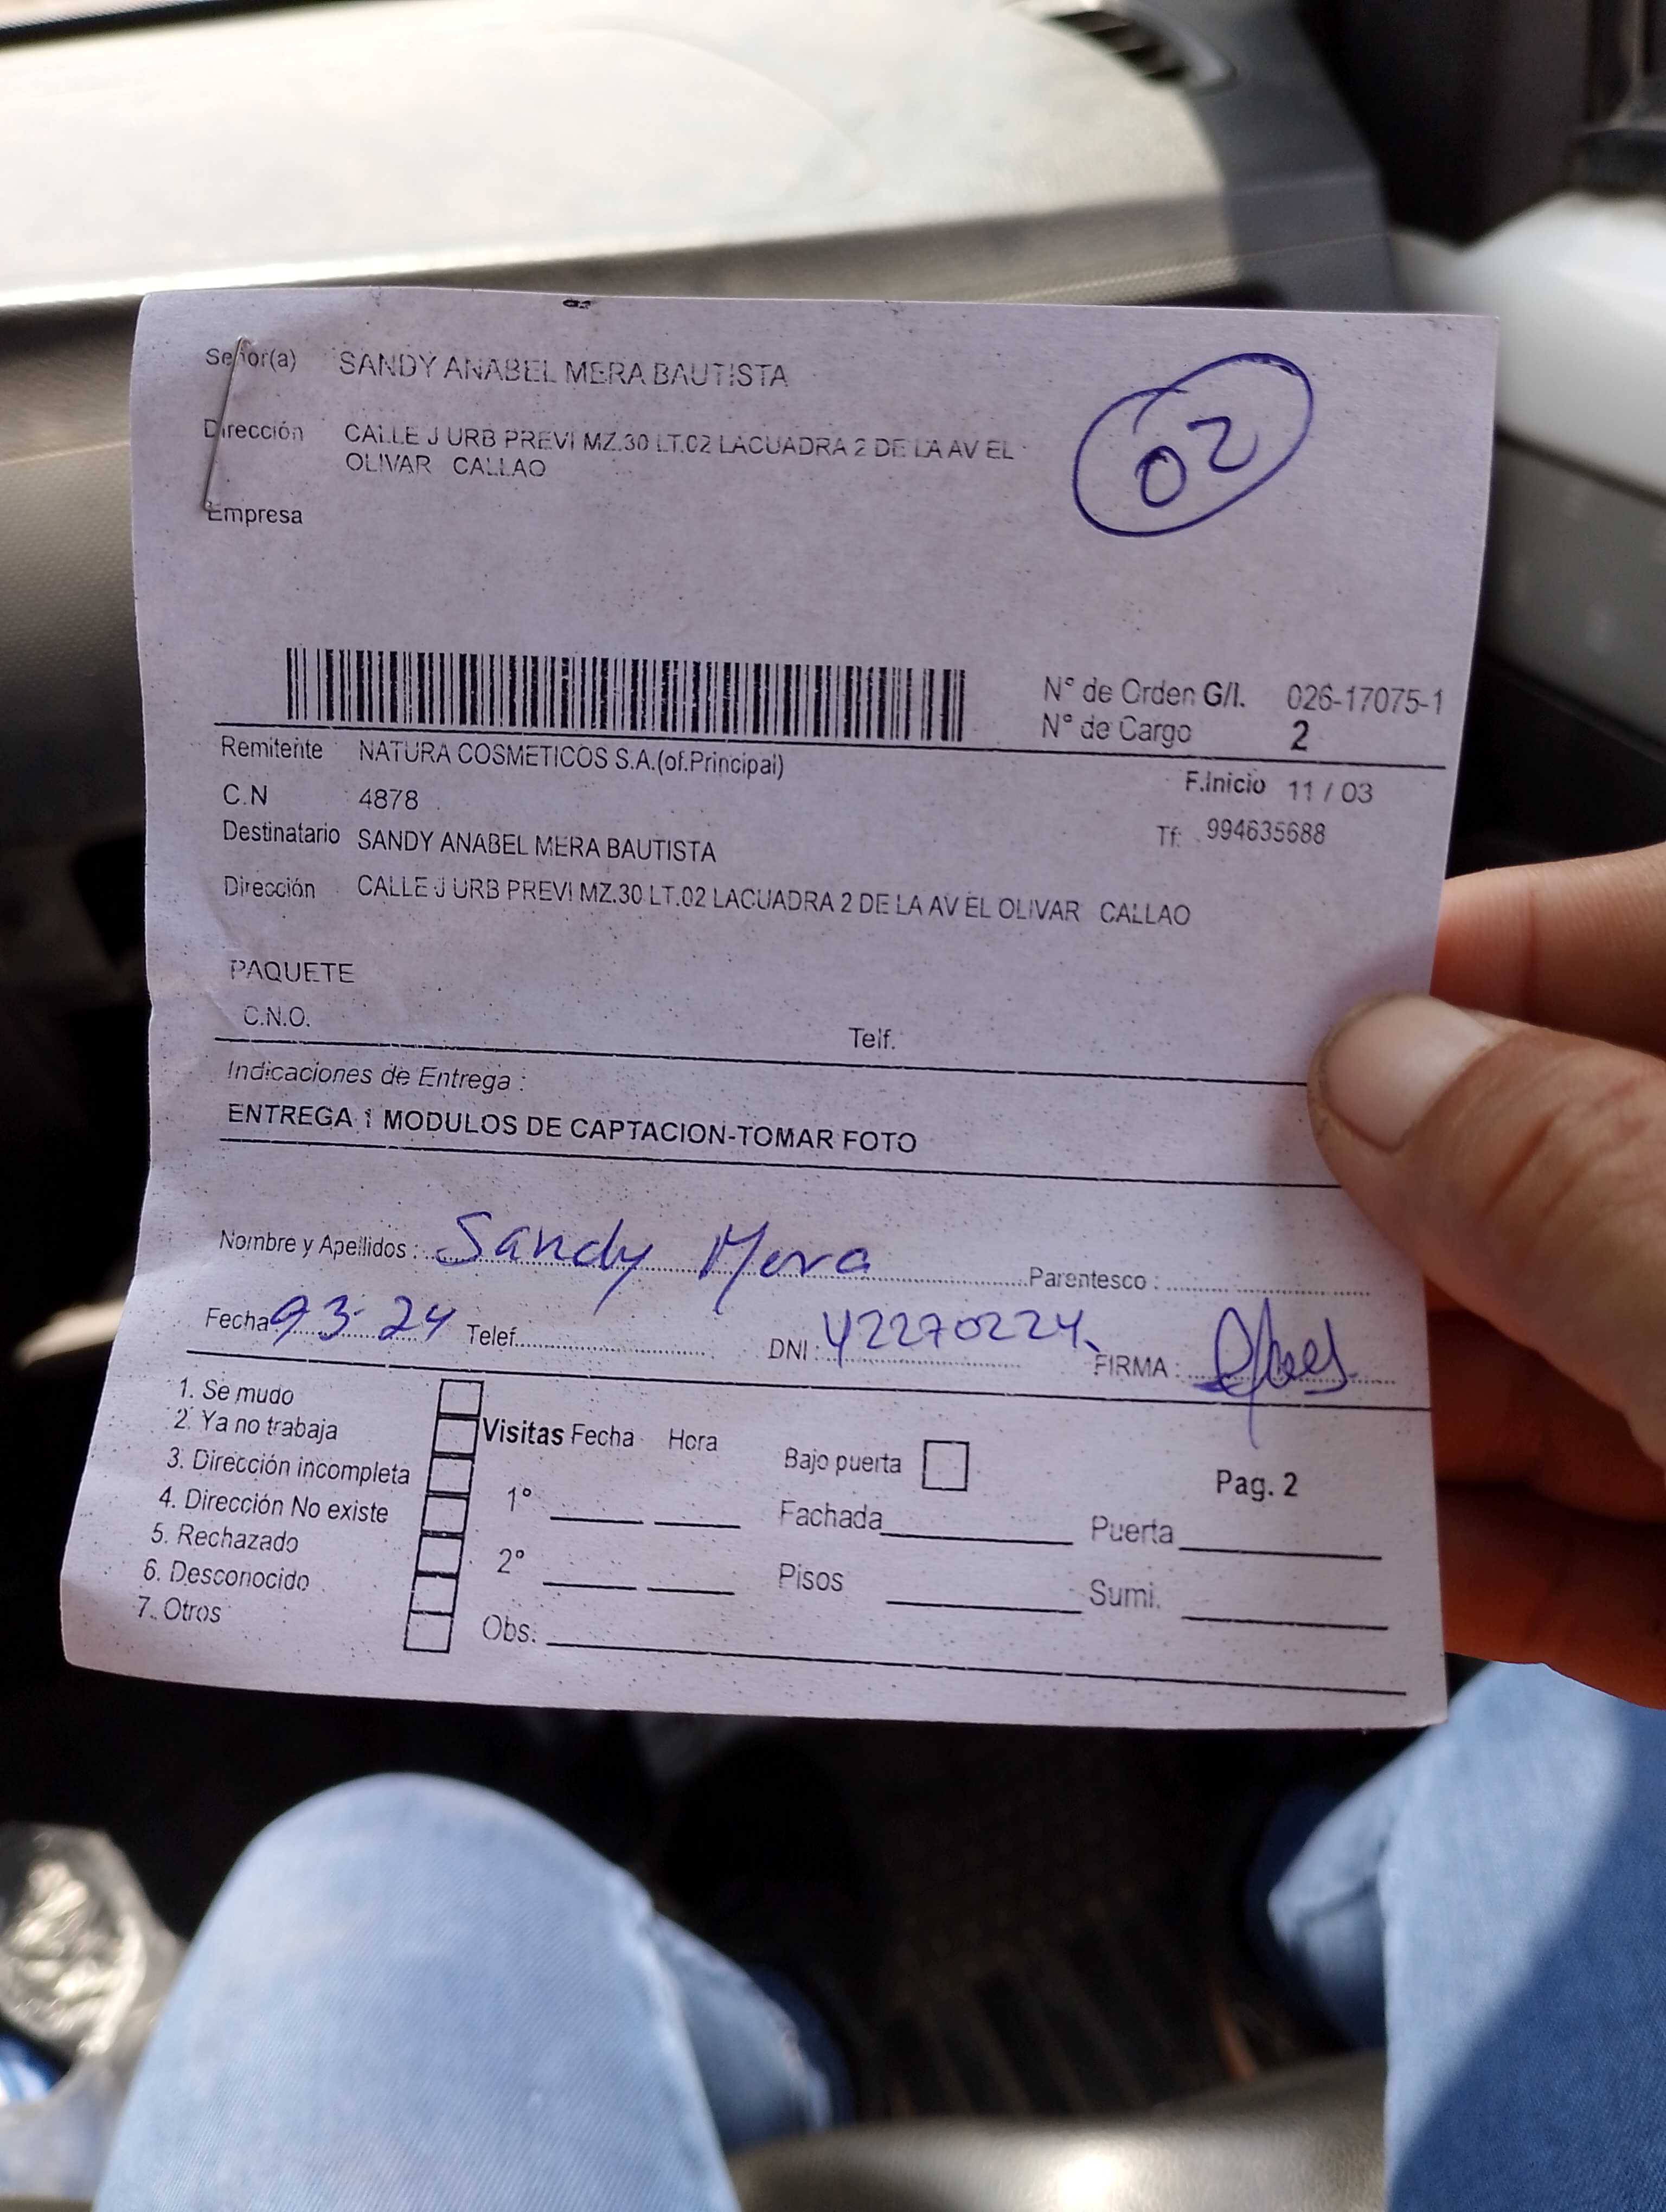 Señor(a) SANDY ANABEL MERA BAUTISTA
02
Dirección CALLE J URB PREVI MZ.30 LT.02 LACUADRA 2 DE LA AV EL
OLIVAR CALLAO
Empresa
N° de Orden G/I. 026-17075-1
N° de Cargo 2
Remitente NATURA COSMETICOS S.A.(of.Principal)
F.Inicio 11 / 03
C.N 4878
Tf: 994635688
Destinatario SANDY ANABEL MERA BAUTISTA
Dirección CALLE J URB PREVI MZ.30 LT.02 LACUADRA 2 DE LA AV EL OLIVAR CALLAO
PAQUETE
C.N.O. Telf.
Indicaciones de Entrega :
ENTREGA 1 MODULOS DE CAPTACION-TOMAR FOTO
Nombre y Apellidos : Sandy Mera Parentesco :
Fecha 93-24 Telef. DNI : 42270224 FIRMA :
1. Se mudo
2. Ya no trabaja
3. Dirección incompleta
4. Dirección No existe
5. Rechazado
6. Desconocido
7. Otros
Visitas Fecha Hora
1°
2°
Obs.
Bajo puerta
Pag. 2
Fachada Puerta
Pisos Sumi.